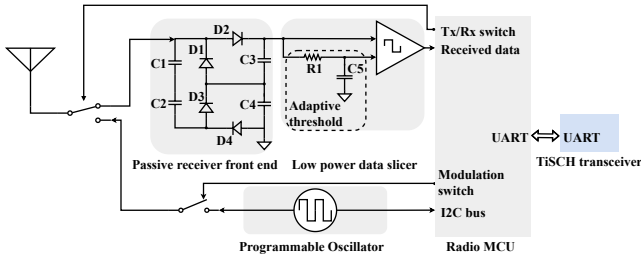 Tx/Rx switch
Received data
D2
D1
C1
C3
R1
C5
C2
D3
C4
D4
Adaptive
threshold
Passive receiver front end
Low power data slicer
UART
UART
TiSCH transceiver
Modulation
switch
I2C bus
Programmable Oscillator
Radio MCU